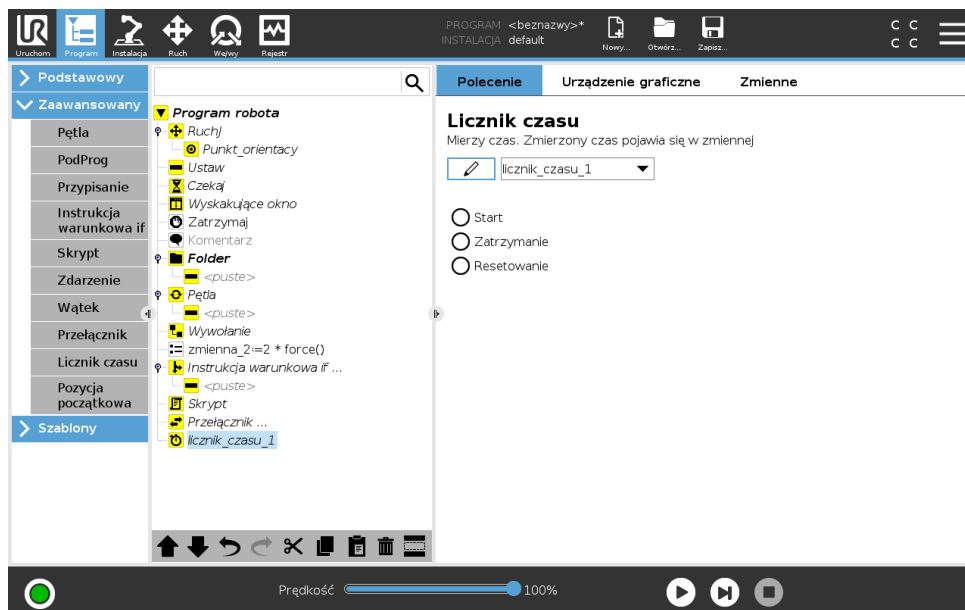 PROGRAM <beznazwy>*
INSTALACJA default
Uruchom
Program
Instalacja
Ruch
We/wy
Rejestr
Nowy...
Otwórz...
Zapisz...
C C
C C
Podstawowy
Zaawansowany
Pętla
PodProg
Przypisanie
Instrukcja
warunkowa if
Skrypt
Zdarzenie
Wątek
Przełącznik
Licznik czasu
Pozycja
początkowa
Szablony
Program robota
RuchJ
Punkt_orientacy
Ustaw
Czekaj
Wyskakujące okno
Zatrzymaj
Komentarz
Folder
<puste>
Pętla
<puste>
Wywołanie
zmienna_2:=2 * force()
Instrukcja warunkowa if ...
<puste>
Skrypt
Przełącznik ...
licznik_czasu_1
Polecenie
Urządzenie graficzne
Zmienne
Licznik czasu
Mierzy czas. Zmierzony czas pojawia się w zmiennej
licznik_czasu_1
Start
Zatrzymanie
Resetowanie
Prędkość
100%